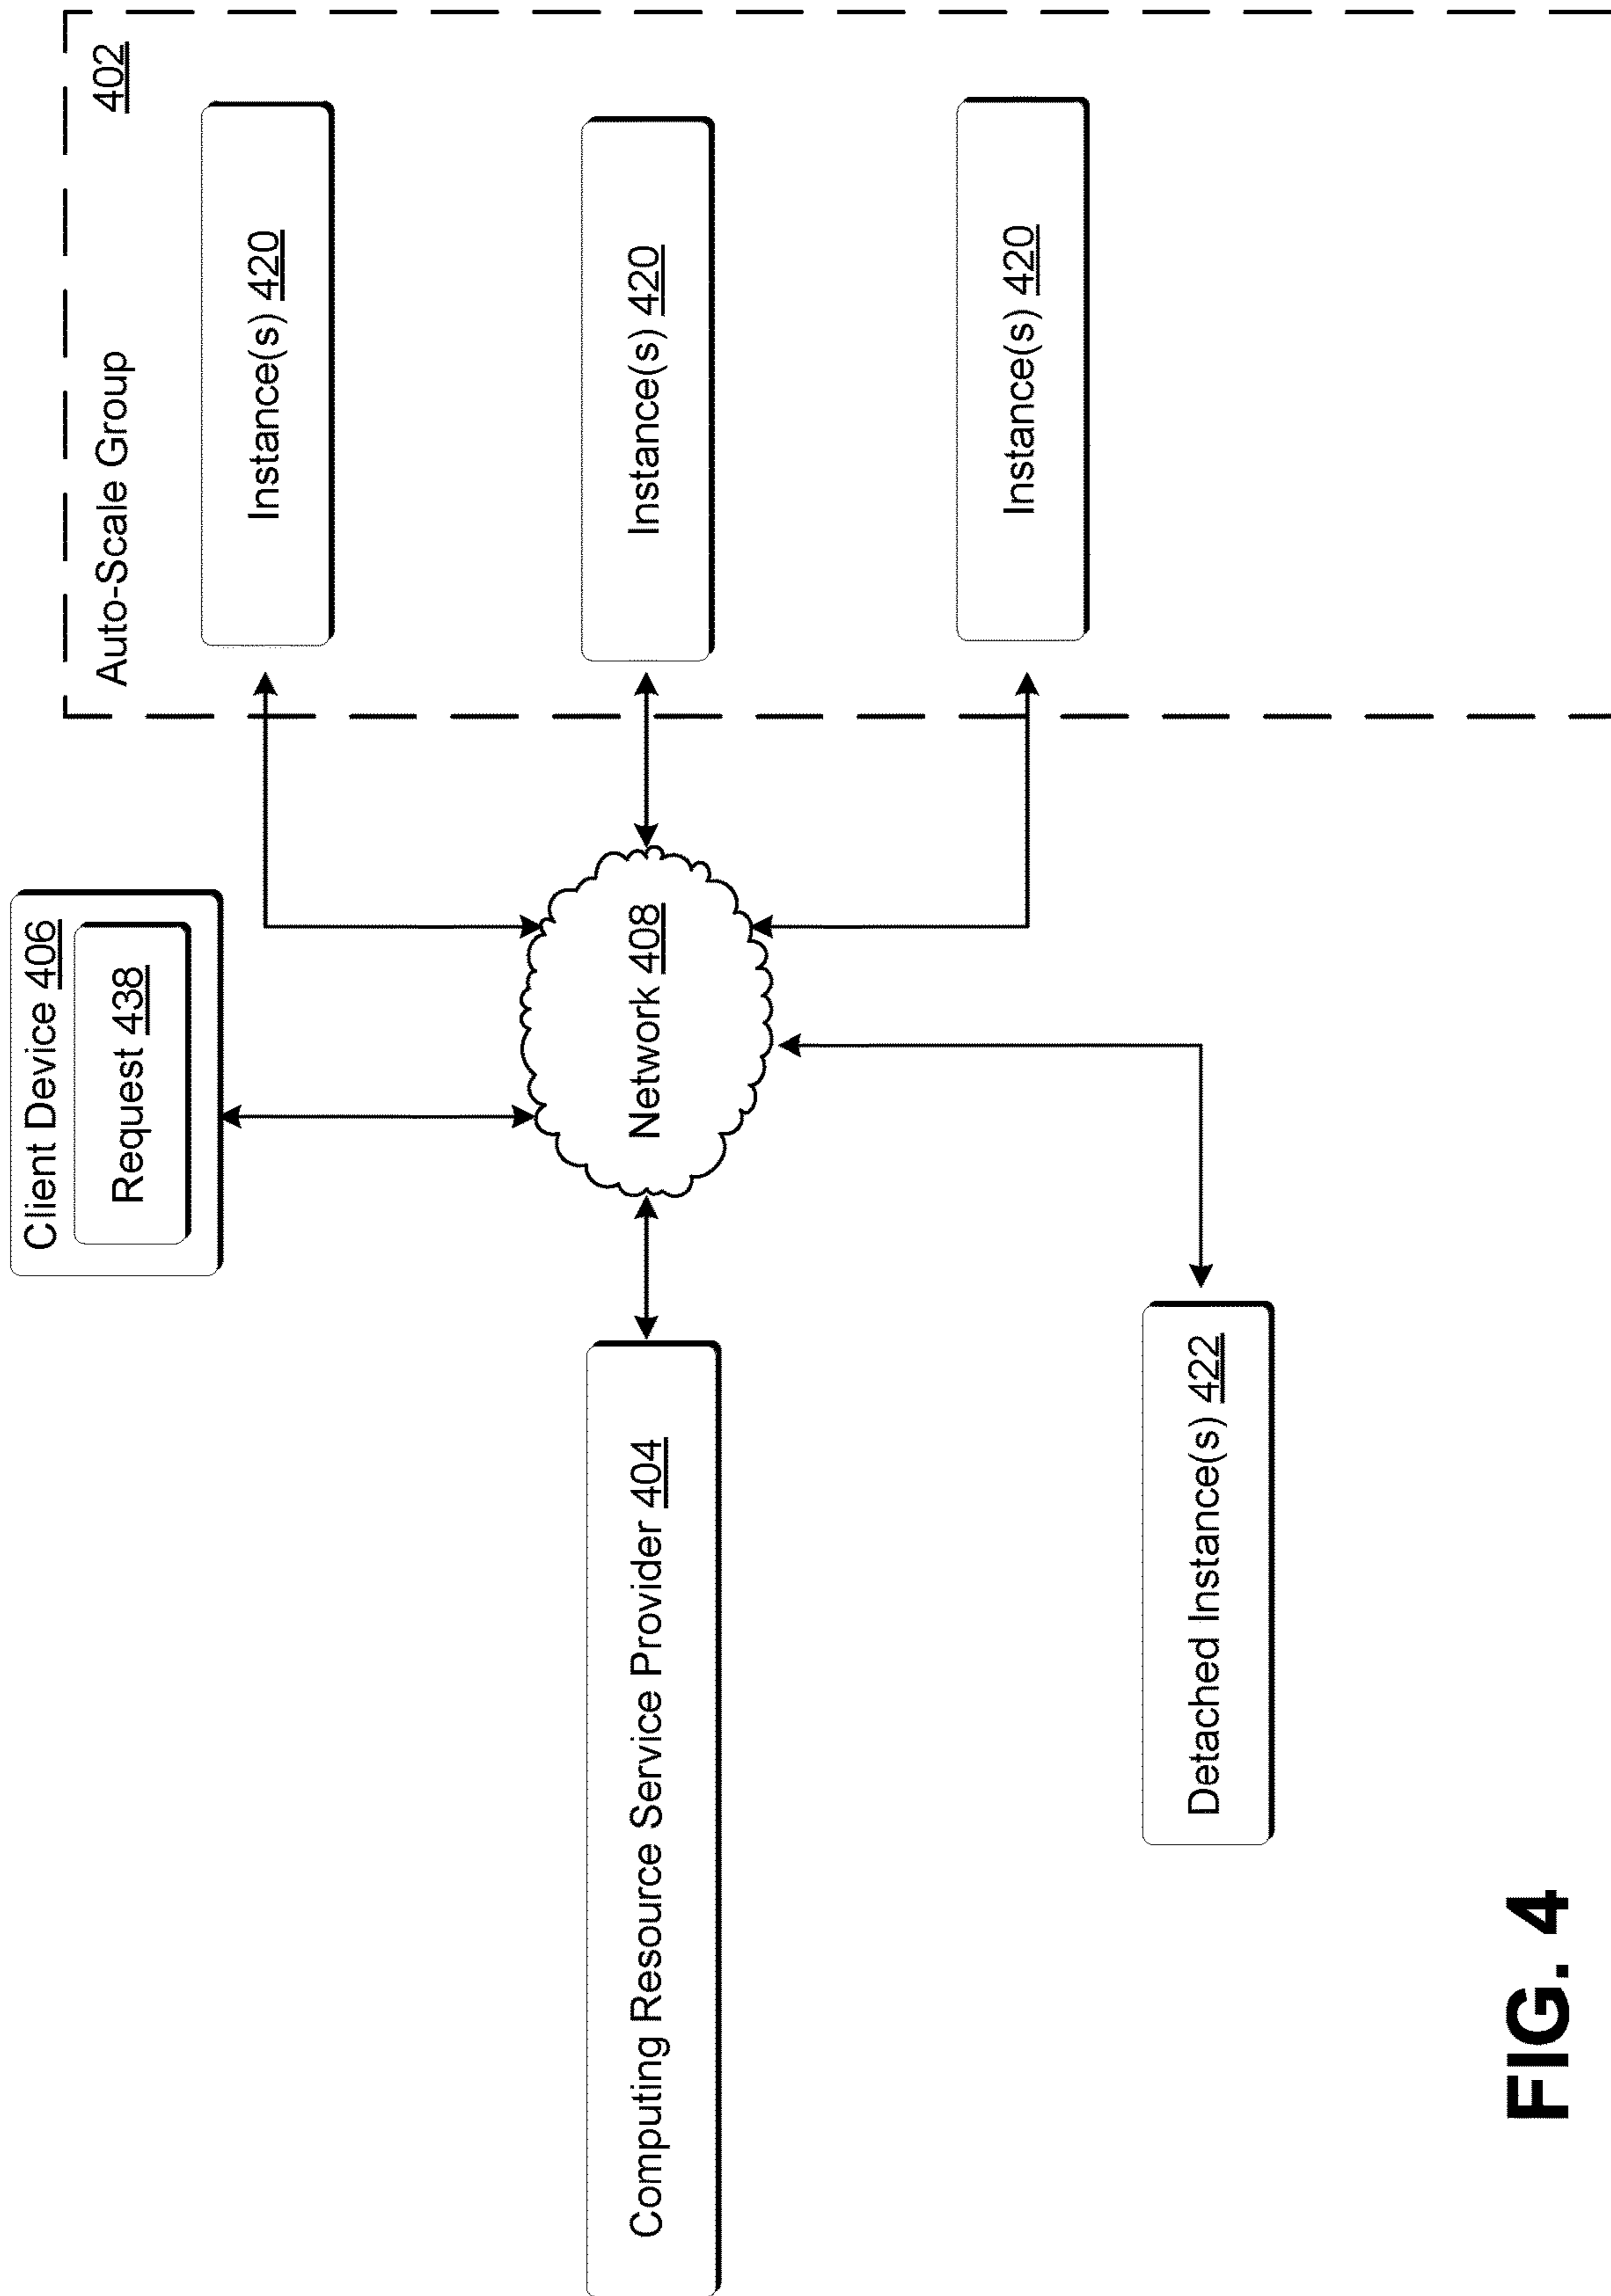 Client Device 406
Request 438
Auto-Scale Group
402
Instance(s) 420
Computing Resource Service Provider 404
Network 408
Instance(s) 420
Instance(s) 420
Detached Instance(s) 422
FIG. 4